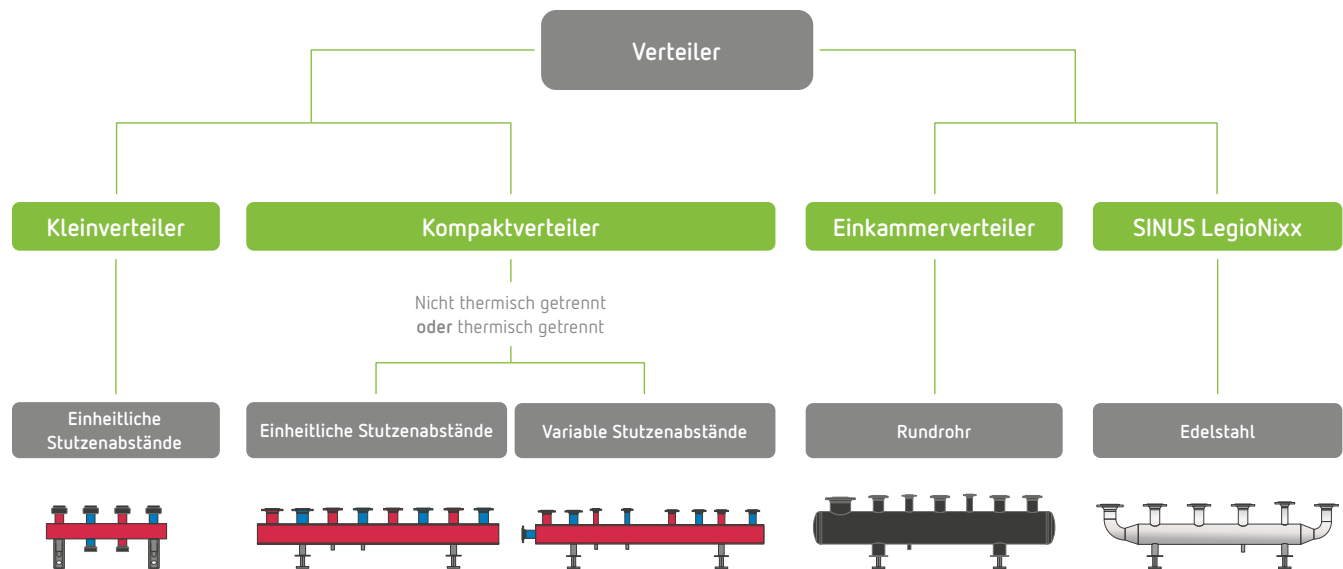 Verteiler
Kleinverteiler
Kompaktverteiler
Einkammerverteiler
SINUS LegioNixx
Nicht thermisch getrennt
oder thermisch getrennt
Einheitliche
Stutzenabstände
Einheitliche Stutzenabstände
Variable Stutzenabstände
Rundrohr
Edelstahl